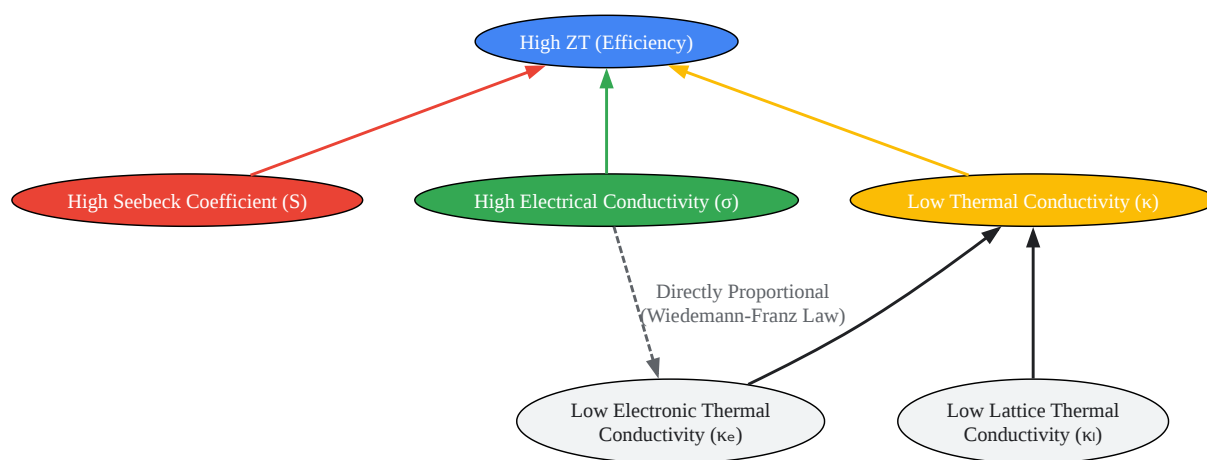 High ZT (Efficiency)
High Seebeck Coefficient (S)
High Electrical Conductivity (σ)
Low Thermal Conductivity (κ)
Directly Proportional
(Wiedemann-Franz Law)
Low Electronic Thermal
Conductivity (κₑ)
Low Lattice Thermal
Conductivity (κₗ)